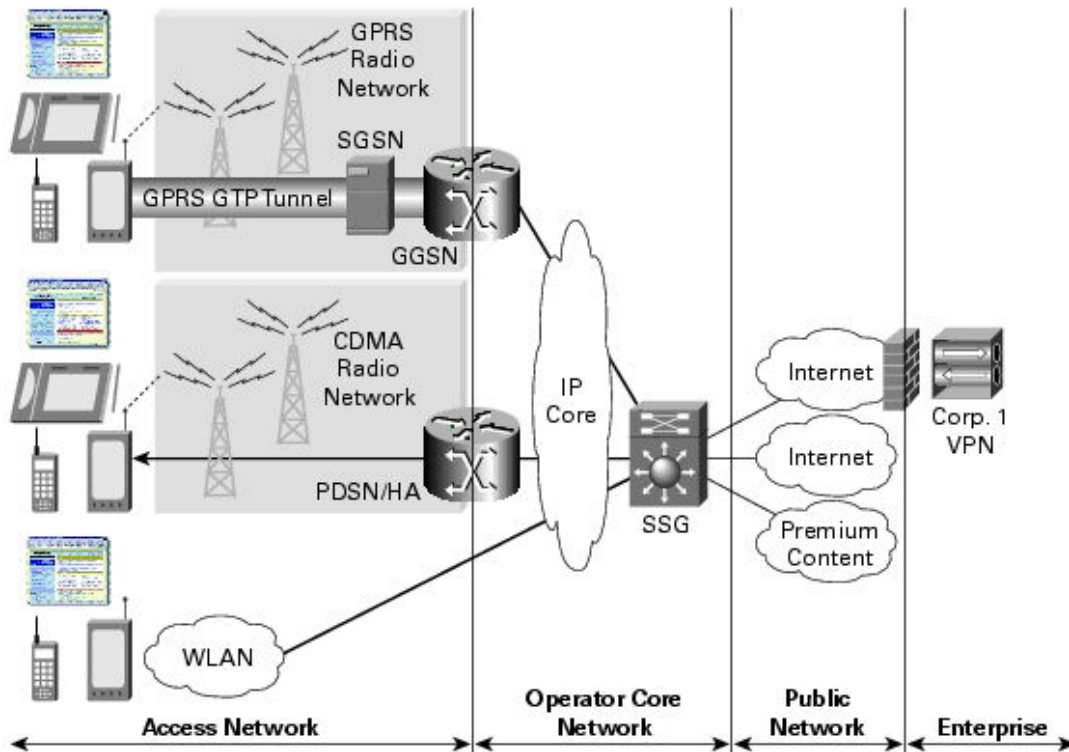 GPRS
Radio
Network
SGSN
GPRS GTP Tunnel
GGSN
CDMA
Radio
Network
PDSN/HA
WLAN
IP
Core
SSG
Internet
Internet
Premium
Content
Corp. 1
VPN
Access Network
Operator Core
Network
Public
Network
Enterprise